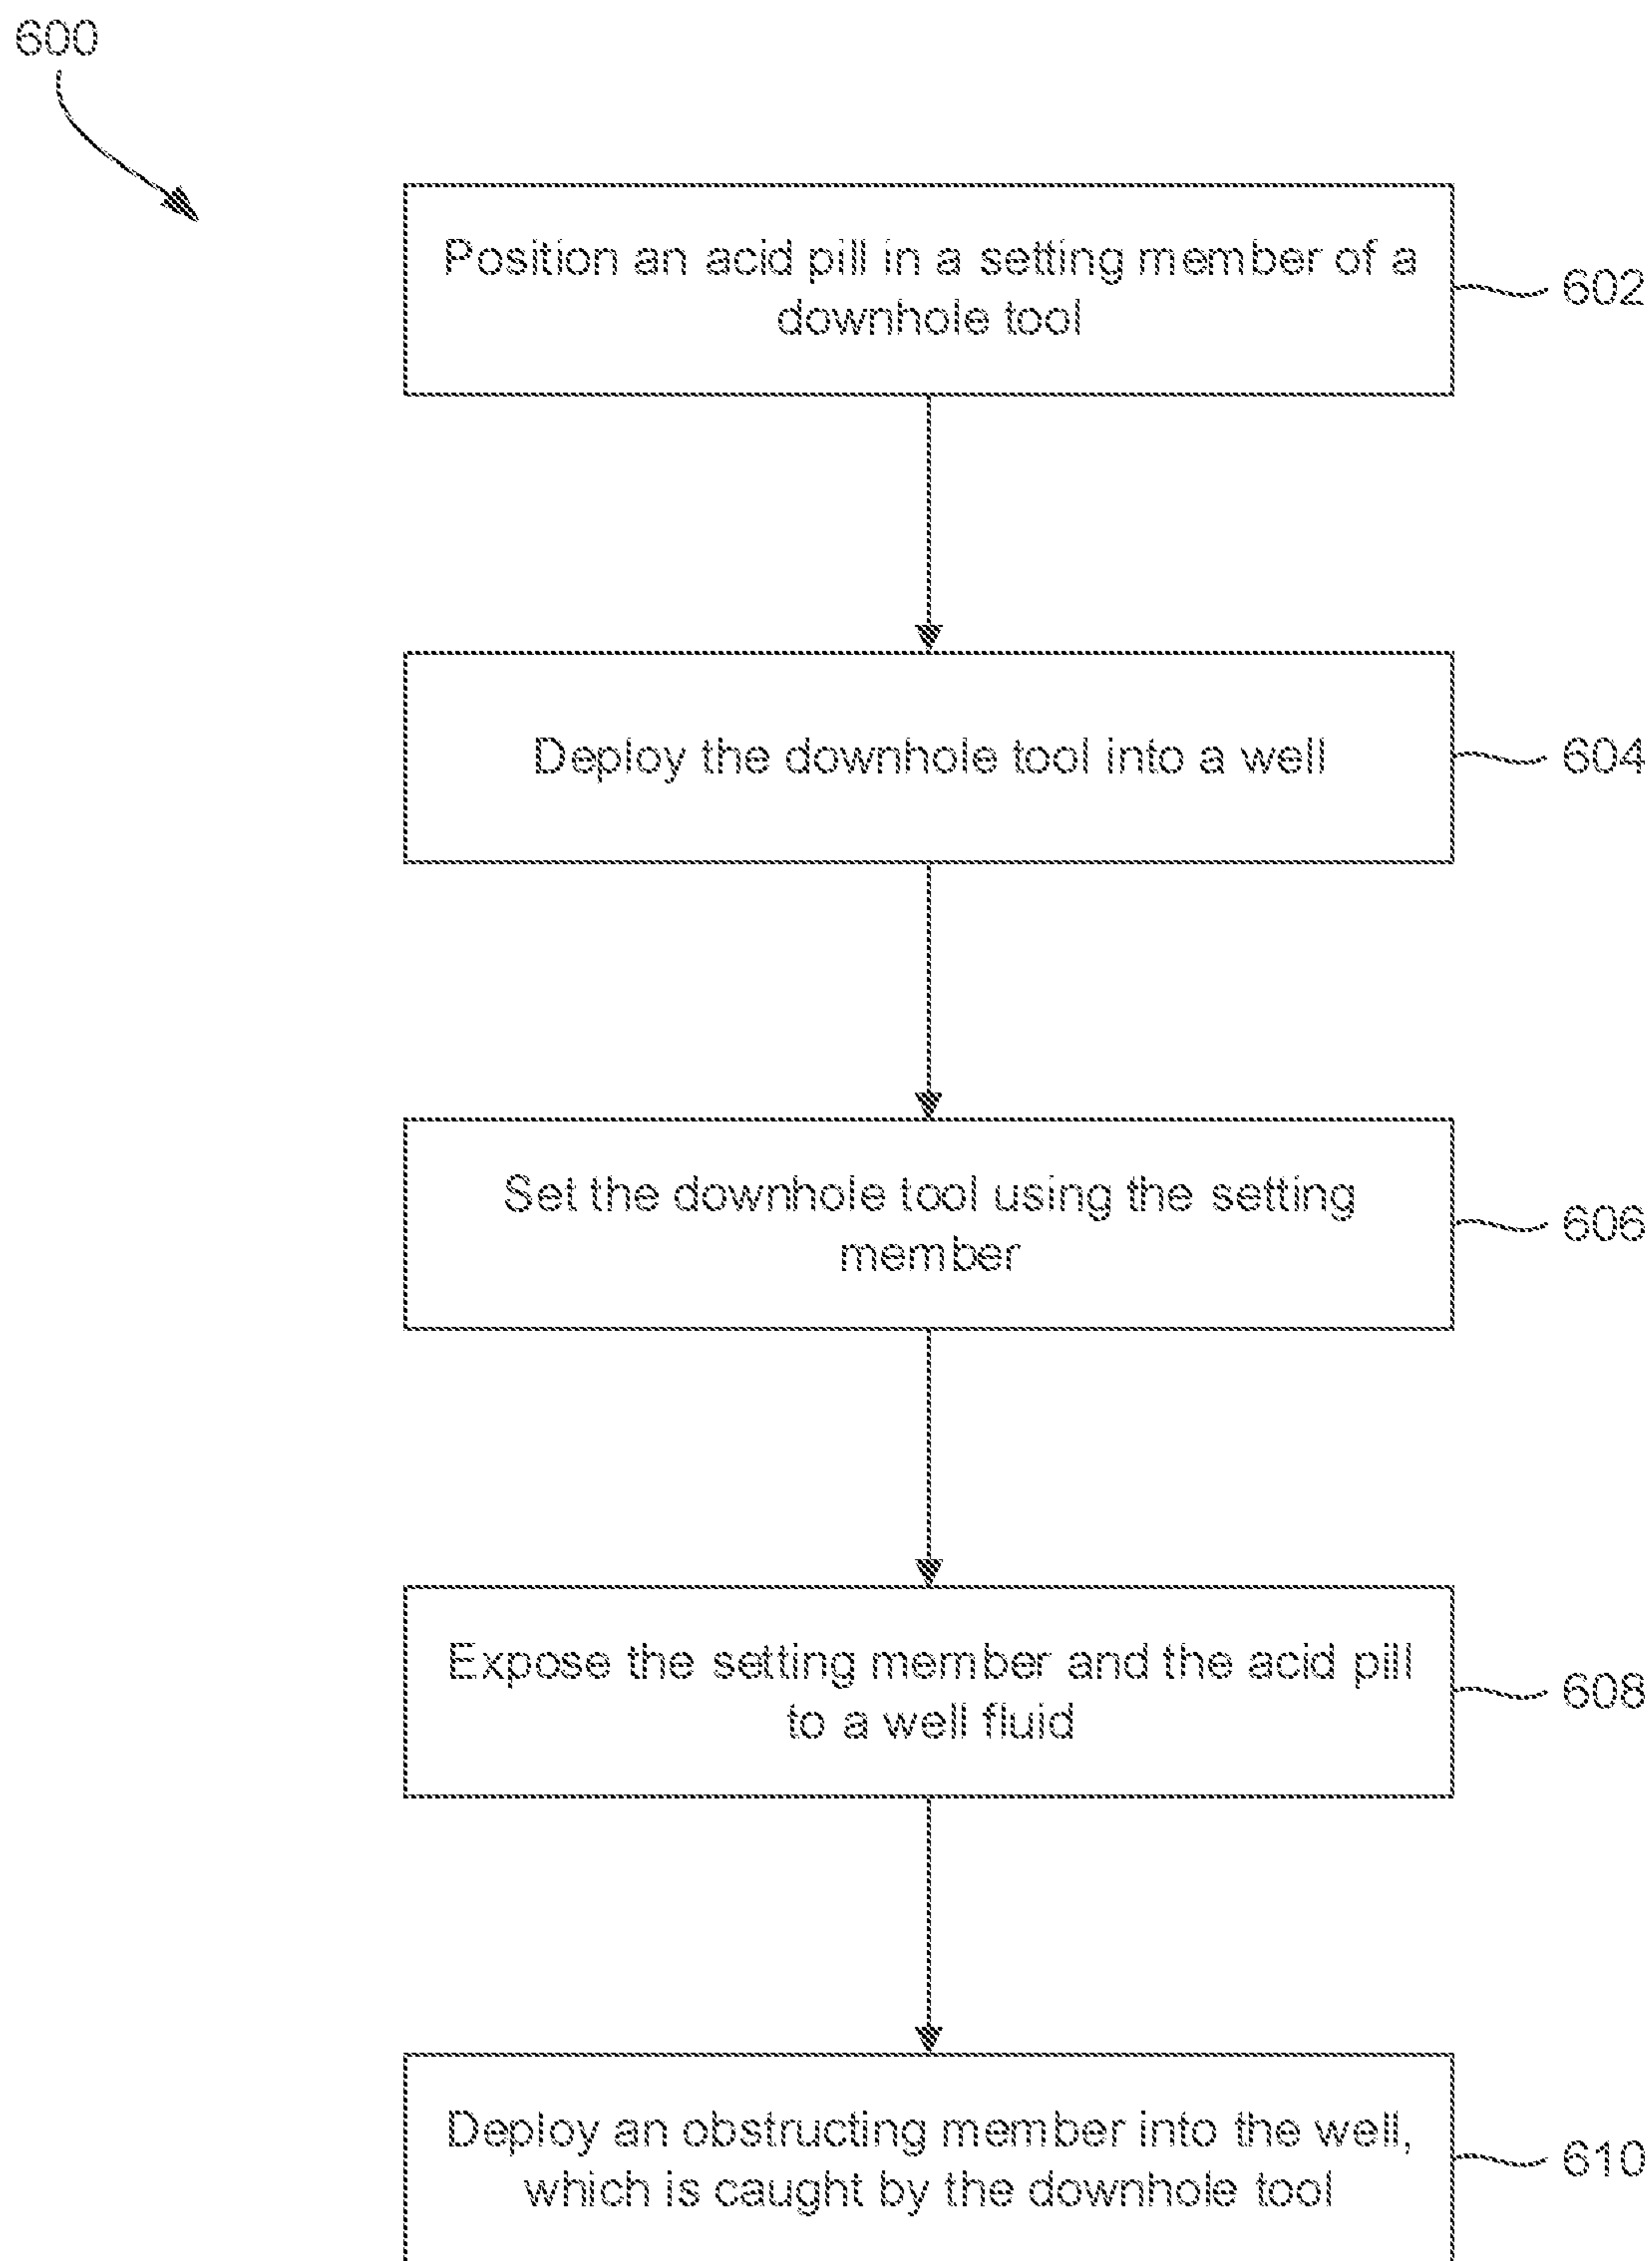 600
Position an acid pill in a setting member of a
downhole tool
602
Deploy the downhole tool into a well
604
Set the downhole tool using the setting
member
606
Expose the setting member and the acid pill
to a well fluid
608
Deploy an obstructing member into the well,
which is caught by the downhole tool
610